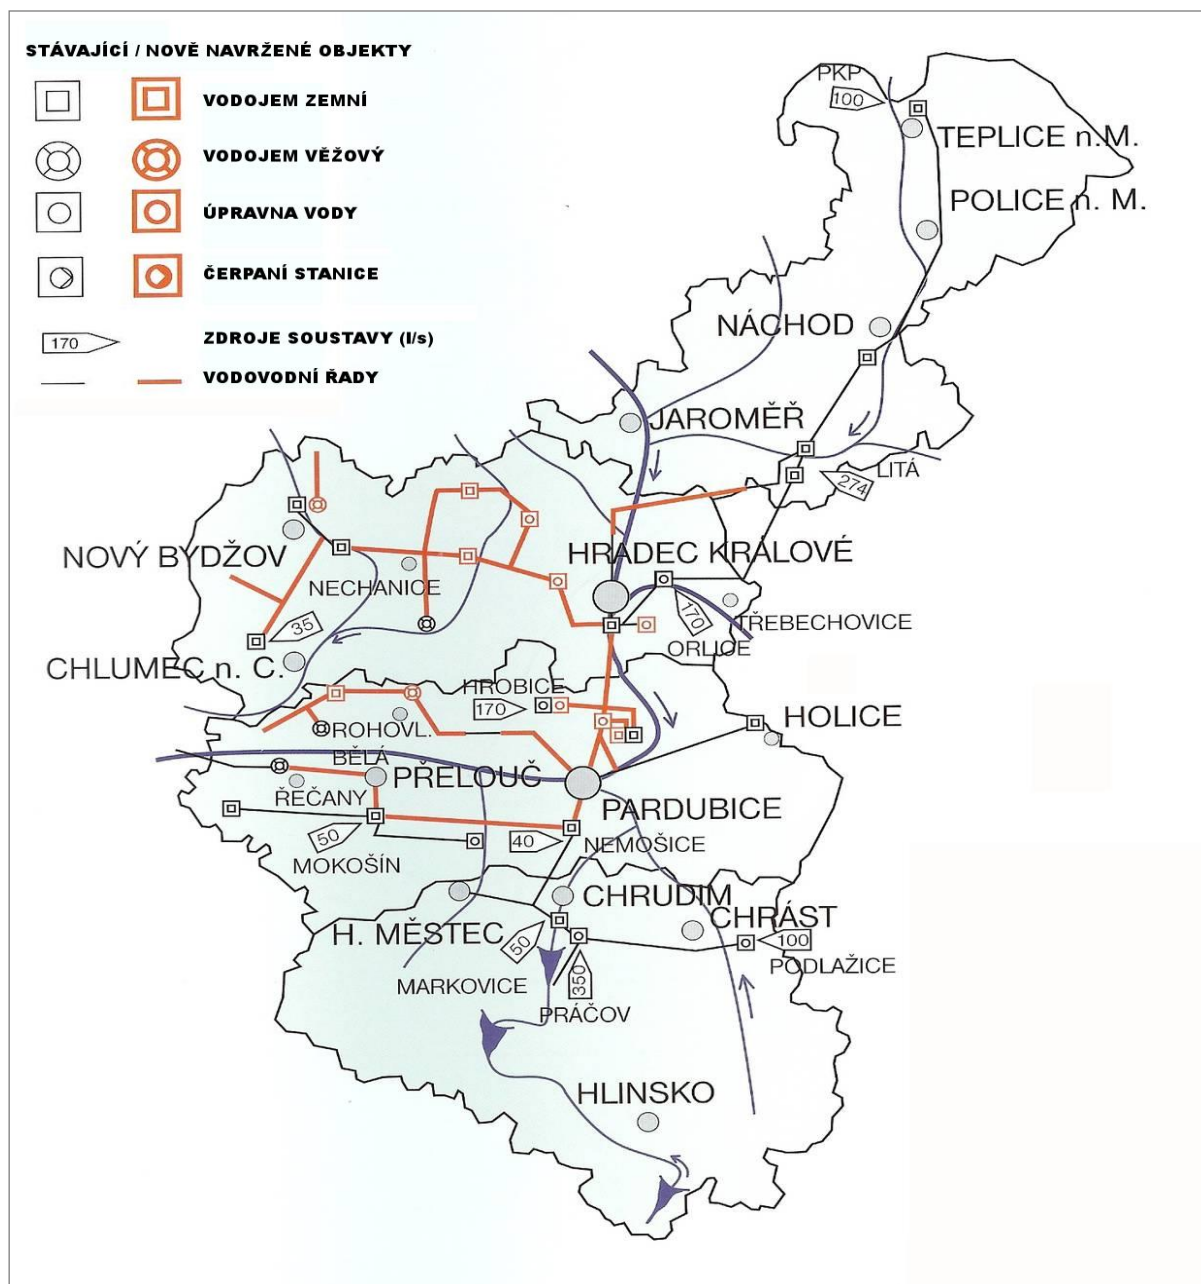 STÁVAJÍCÍ / NOVĚ NAVRŽENÉ OBJEKTY
VODOJEM ZEMNÍ
VODOJEM VĚŽOVÝ
ÚPRAVNA VODY
ČERPANÍ STANICE
170
ZDROJE SOUSTAVY (l/s)
VODOVODNÍ ŘADY
PKP
100
TEPLICE n.M.
POLICE n. M.
NÁCHOD
JAROMĚŘ
LITÁ
274
HRADEC KRÁLOVÉ
NOVÝ BYDŽOV
NECHANICE
35
170
TŘEBECHOVICE
ORLICE
CHLUMEC n. C.
HROBICE
170
HOLICE
ROHOVL.
BĚLÁ
PŘELOUČ
ŘEČANY
PARDUBICE
50
40
NEMOŠICE
MOKOŠÍN
CHRUDIM
CHRÁST
H. MĚSTEC
50
100
PODLAŽICE
MARKOVICE
350
PRÁČOV
HLINSKO